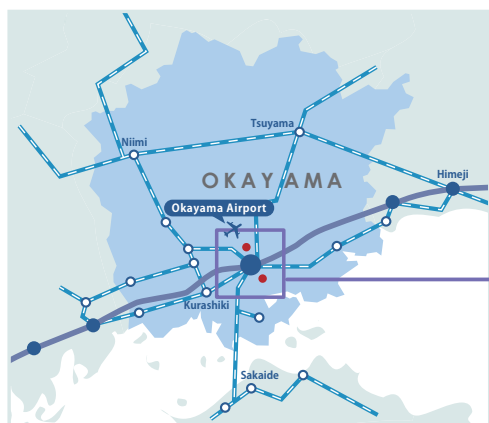 Tsuyama
Niimi
Himeji
OKAYAMA
Okayama Airport
Kurashiki
Sakaide